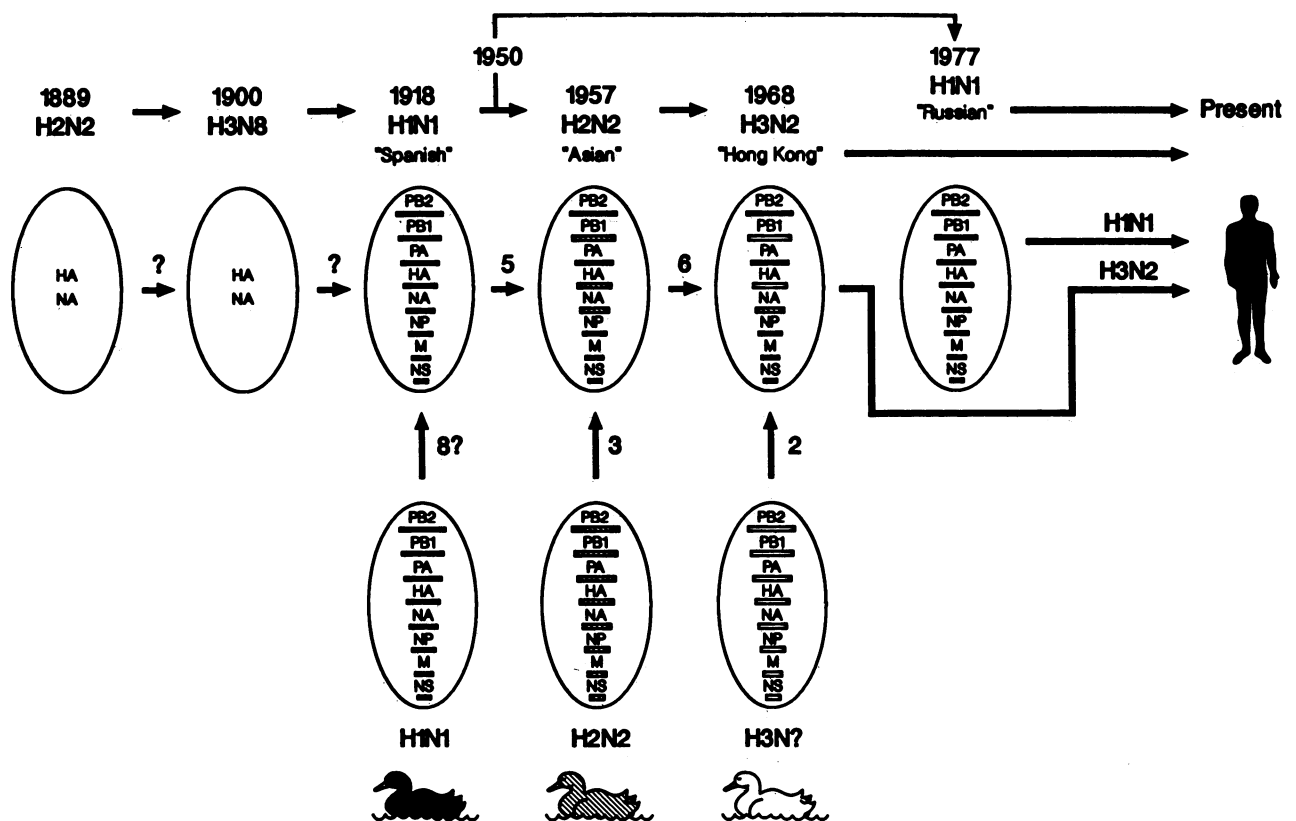 1950
1977
H1N1
"Russian"
1889
H2N2
1900
H3N8
1918
H1N1
"Spanish"
1957
H2N2
"Asian"
1968
H3N2
"Hong Kong"
Present
HA
NA
?
HA
NA
?
PB2
PB1
PA
HA
NA
NP
M
NS
5
PB2
PB1
PA
HA
NA
NP
M
NS
6
PB2
PB1
PA
HA
NA
NP
M
NS
PB2
PB1
PA
HA
NA
NP
M
NS
H1N1
H3N2
8?
3
2
PB2
PB1
PA
HA
NA
NP
M
NS
H1N1
PB2
PB1
PA
HA
NA
NP
M
NS
H2N2
PB2
PB1
PA
HA
NA
NP
M
NS
H3N?